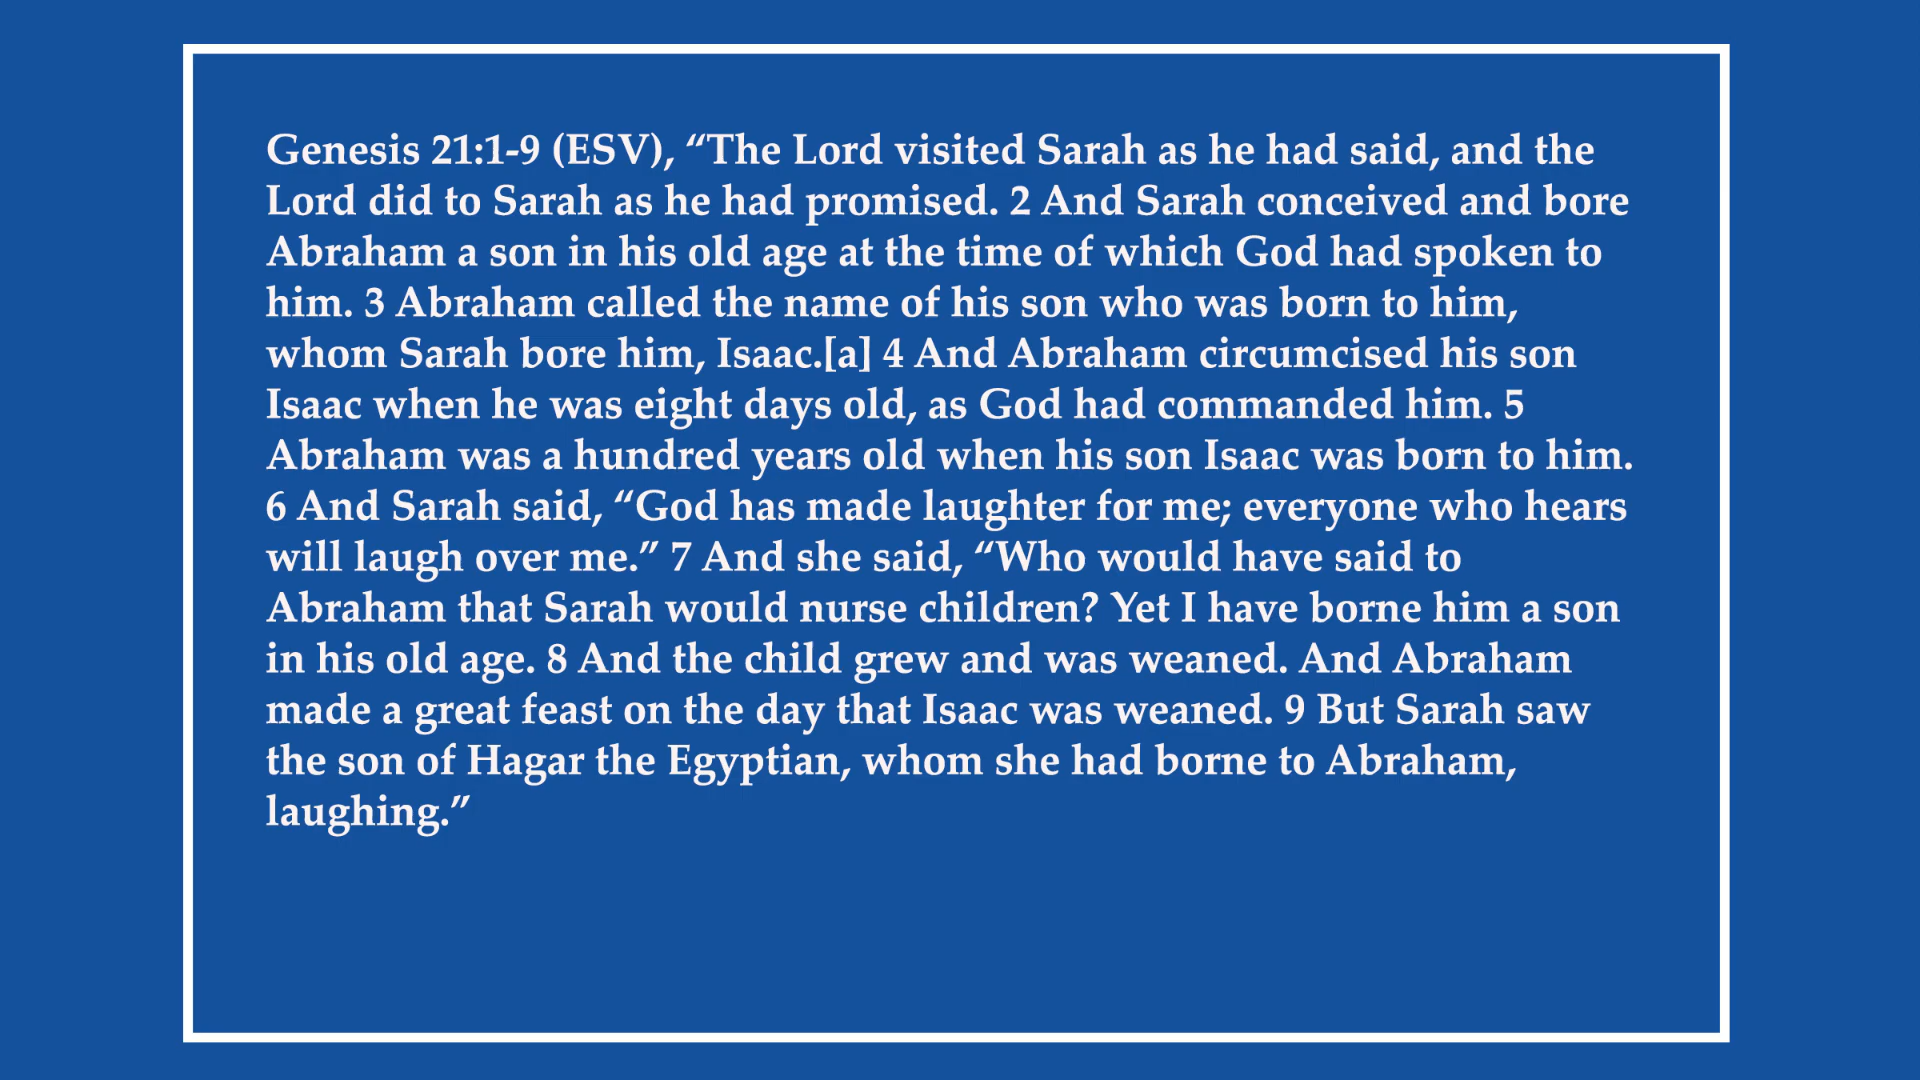 Genesis 21:1-9 (ESV), “The Lord visited Sarah as he had said, and the
Lord did to Sarah as he had promised. 2 And Sarah conceived and bore
Abraham a son in his old age at the time of which God had spoken to
him. 3 Abraham called the name of his son who was born to him,
whom Sarah bore him, Isaac.[a] 4 And Abraham circumcised his son
Isaac when he was eight days old, as God had commanded him. 5
Abraham was a hundred years old when his son Isaac was born to him.
6 And Sarah said, “God has made laughter for me; everyone who hears
will laugh over me.” 7 And she said, “Who would have said to
Abraham that Sarah would nurse children? Yet I have borne him a son
in his old age. 8 And the child grew and was weaned. And Abraham
made a great feast on the day that Isaac was weaned. 9 But Sarah saw
the son of Hagar the Egyptian, whom she had borne to Abraham,
laughing.”